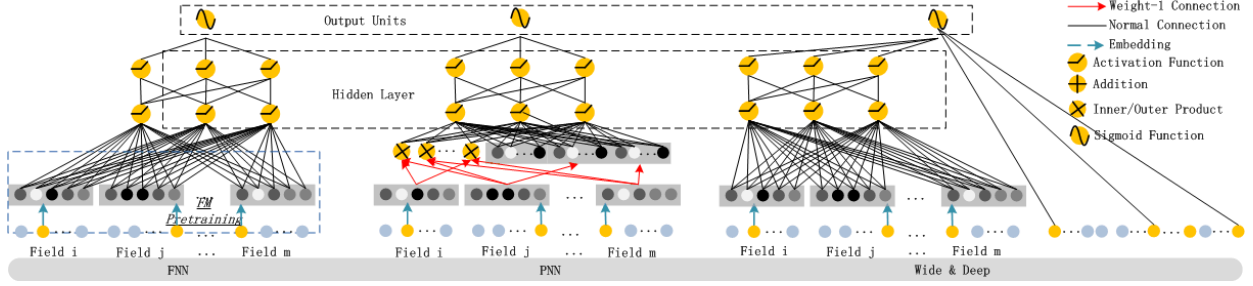 Output Units
Weight-1 Connection
Normal Connection
Embedding
Activation Function
Addition
Inner/Outer Product
Sigmoid Function
Hidden Layer
FM
Pretraining
...
...
...
Field i
Field j
...
Field m
Field i
Field j
...
Field m
Field i
Field j
...
Field m
FNN
PNN
Wide & Deep